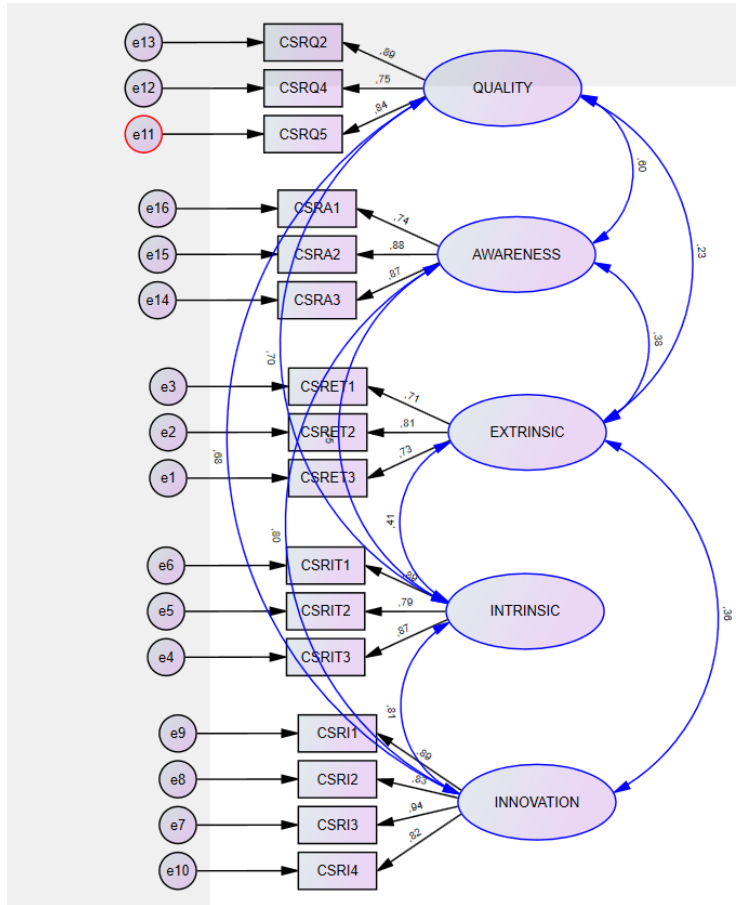 e13 CSRQ2 .89
e12 CSRQ4 .75 QUALITY
e11 CSRQ5 .84
.60
e16 CSRA1 .74
e15 CSRA2 .88 AWARENESS .23
e14 CSRA3 .87
.38
.70
e3 CSRET1 .71
e2 CSRET2 .81 EXTRINSIC
.68
e1 CSRET3 .73
.80 .41
e6 CSRIT1 .89
e5 CSRIT2 .79 INTRINSIC .36
e4 CSRIT3 .87
.81
e9 CSRI1 .89
e8 CSRI2 .83
INNOVATION
e7 CSRI3 .94
e10 CSRI4 .82